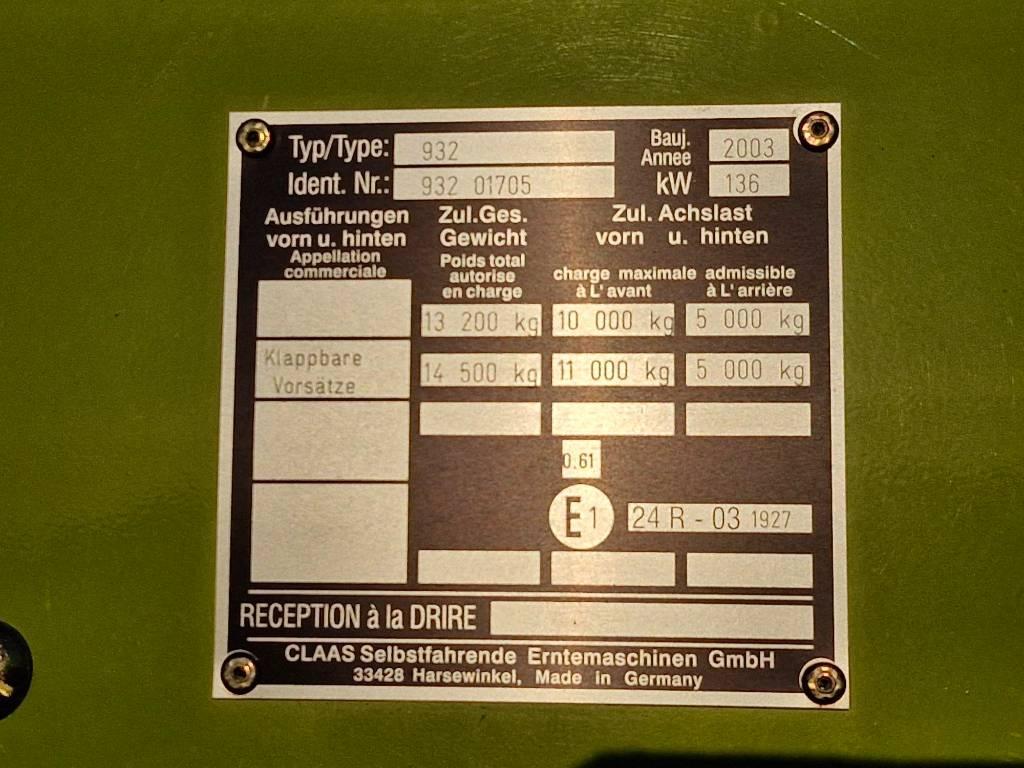 Typ/Type: 932 Bauj. Annee 2003
Ident. Nr.: 932 01705 kW 136
Ausführungen Zul.Ges. Zul. Achslast
vorn u. hinten Gewicht vorn u. hinten
Appellation Poids total
commerciale autorise charge maximale admissible
en charge à L' avant à L' arrière
13 200 kg 10 000 kg 5 000 kg
Klappbare
Vorsätze 14 500 kg 11 000 kg 5 000 kg
0.61
E 1 24 R - 03 1927
RECEPTION à la DRIRE
CLAAS Selbstfahrende Erntemaschinen GmbH
33428 Harsewinkel, Made in Germany